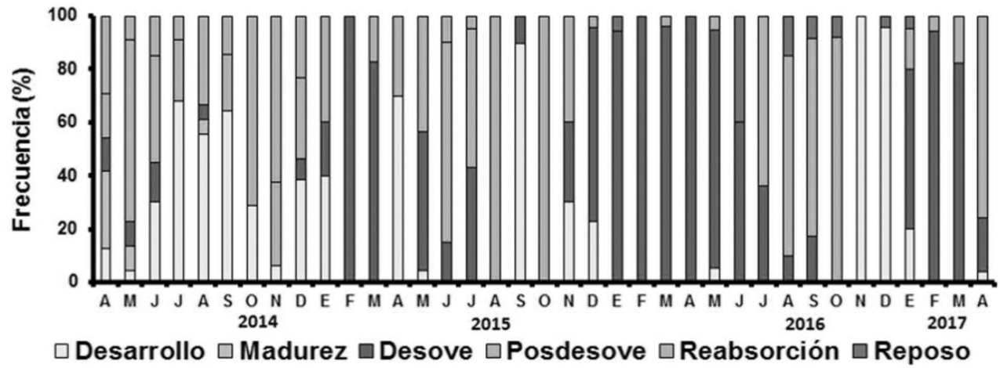 Frecuencia (%)
100
80
60
40
20
0
A M J J A S O N D E F M A M J J A S O N D E F M A M J J A S O N D E F M A
2014 2015 2016 2017
Desarrollo Madurez Desove Posdesove Reabsorción Reposo